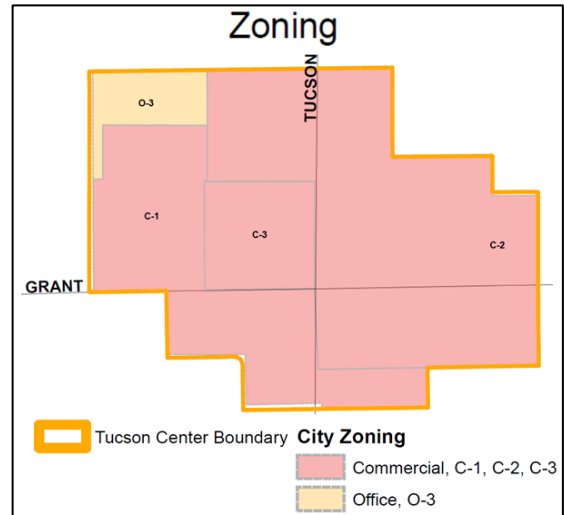 Zoning
TUCSON
O-3
C-1
C-3
C-2
GRANT
Tucson Center Boundary
City Zoning
Commercial, C-1, C-2, C-3
Office, O-3